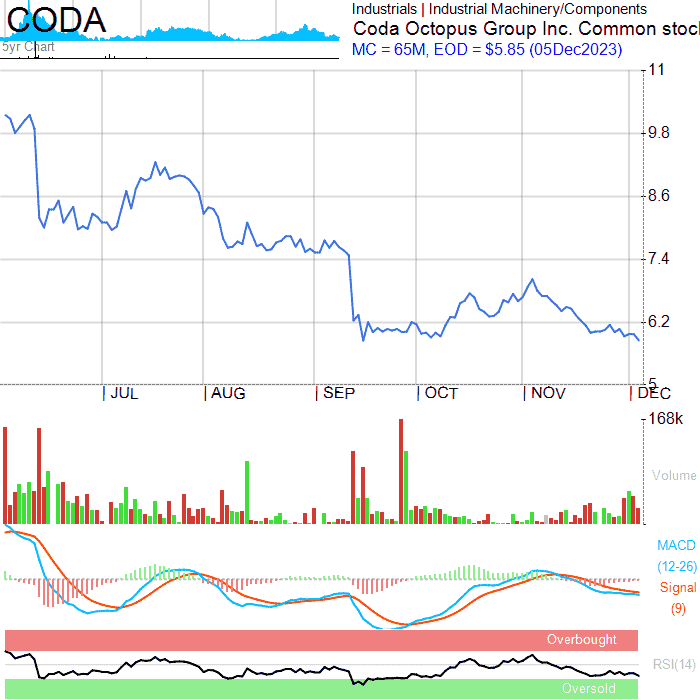 CODA
5yr Chart
Industrials | Industrial Machinery/Components
Coda Octopus Group Inc. Common stoc
MC = 65M, EOD = $5.85 (05Dec2023)
11
9.8
8.6
7.4
6.2
5
JUL
AUG
SEP
OCT
NOV
DEC
168k
Volume
MACD
(12-26)
Signal
(9)
Overbought
RSI(14)
Oversold